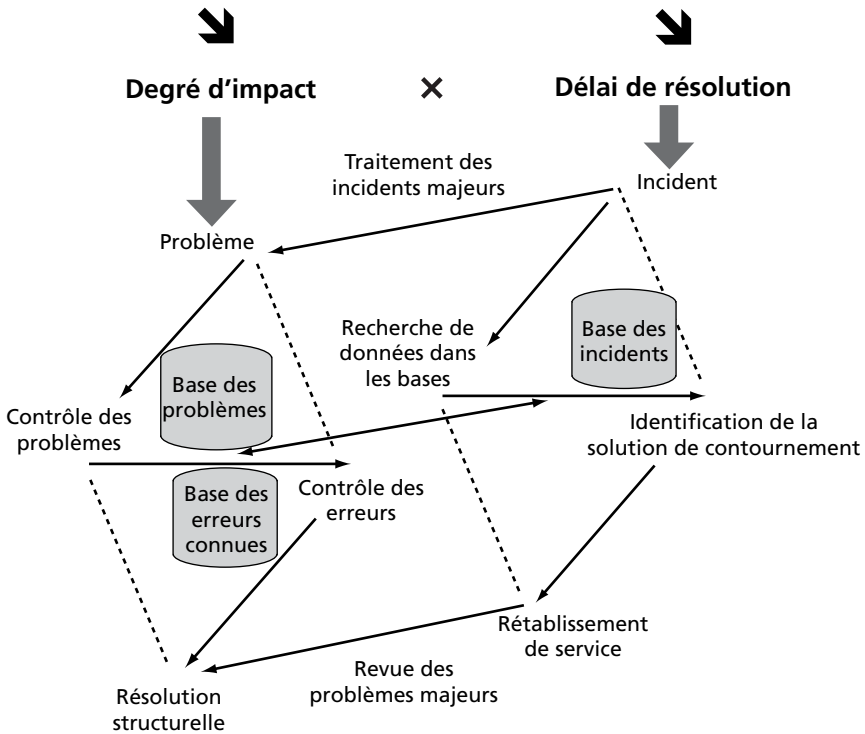 Degré d'impact × Délai de résolution
Traitement des
incidents majeurs
Incident
Problème
Recherche de
données dans
les bases
Base des
incidents
Base des
problèmes
Contrôle des
problèmes
Identification de la
solution de contournement
Base des
erreurs
connues
Contrôle des
erreurs
Rétablissement
de service
Revue des
problèmes majeurs
Résolution
structurelle